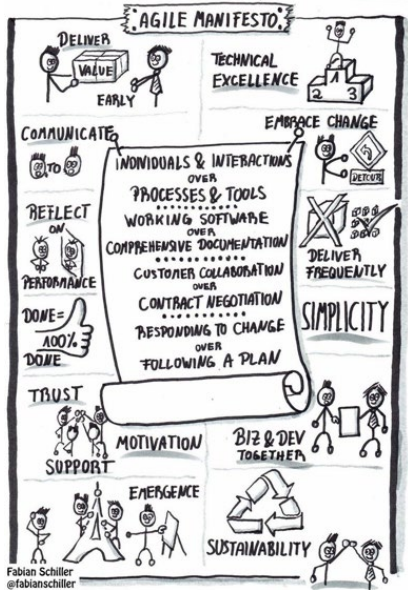 AGILE MANIFESTO
DELIVER
VALUE
EARLY
TECHNICAL
EXCELLENCE
1
2
3
COMMUNICATE
TO
EMBRACE CHANGE
DETOUR
REFLECT
ON
PERFORMANCE
INDIVIDUALS & INTERACTIONS
OVER
PROCESSES & TOOLS
WORKING SOFTWARE
OVER
COMPREHENSIVE DOCUMENTATION
CUSTOMER COLLABORATION
OVER
CONTRACT NEGOTIATION
RESPONDING TO CHANGE
OVER
FOLLOWING A PLAN
DELIVER
FREQUENTLY
DONE=
100%
DONE
SIMPLICITY
TRUST
SUPPORT
MOTIVATION
BIZ & DEV
TOGETHER
EMERGENCE
SUSTAINABILITY
Fabian Schiller
@fabianschiller